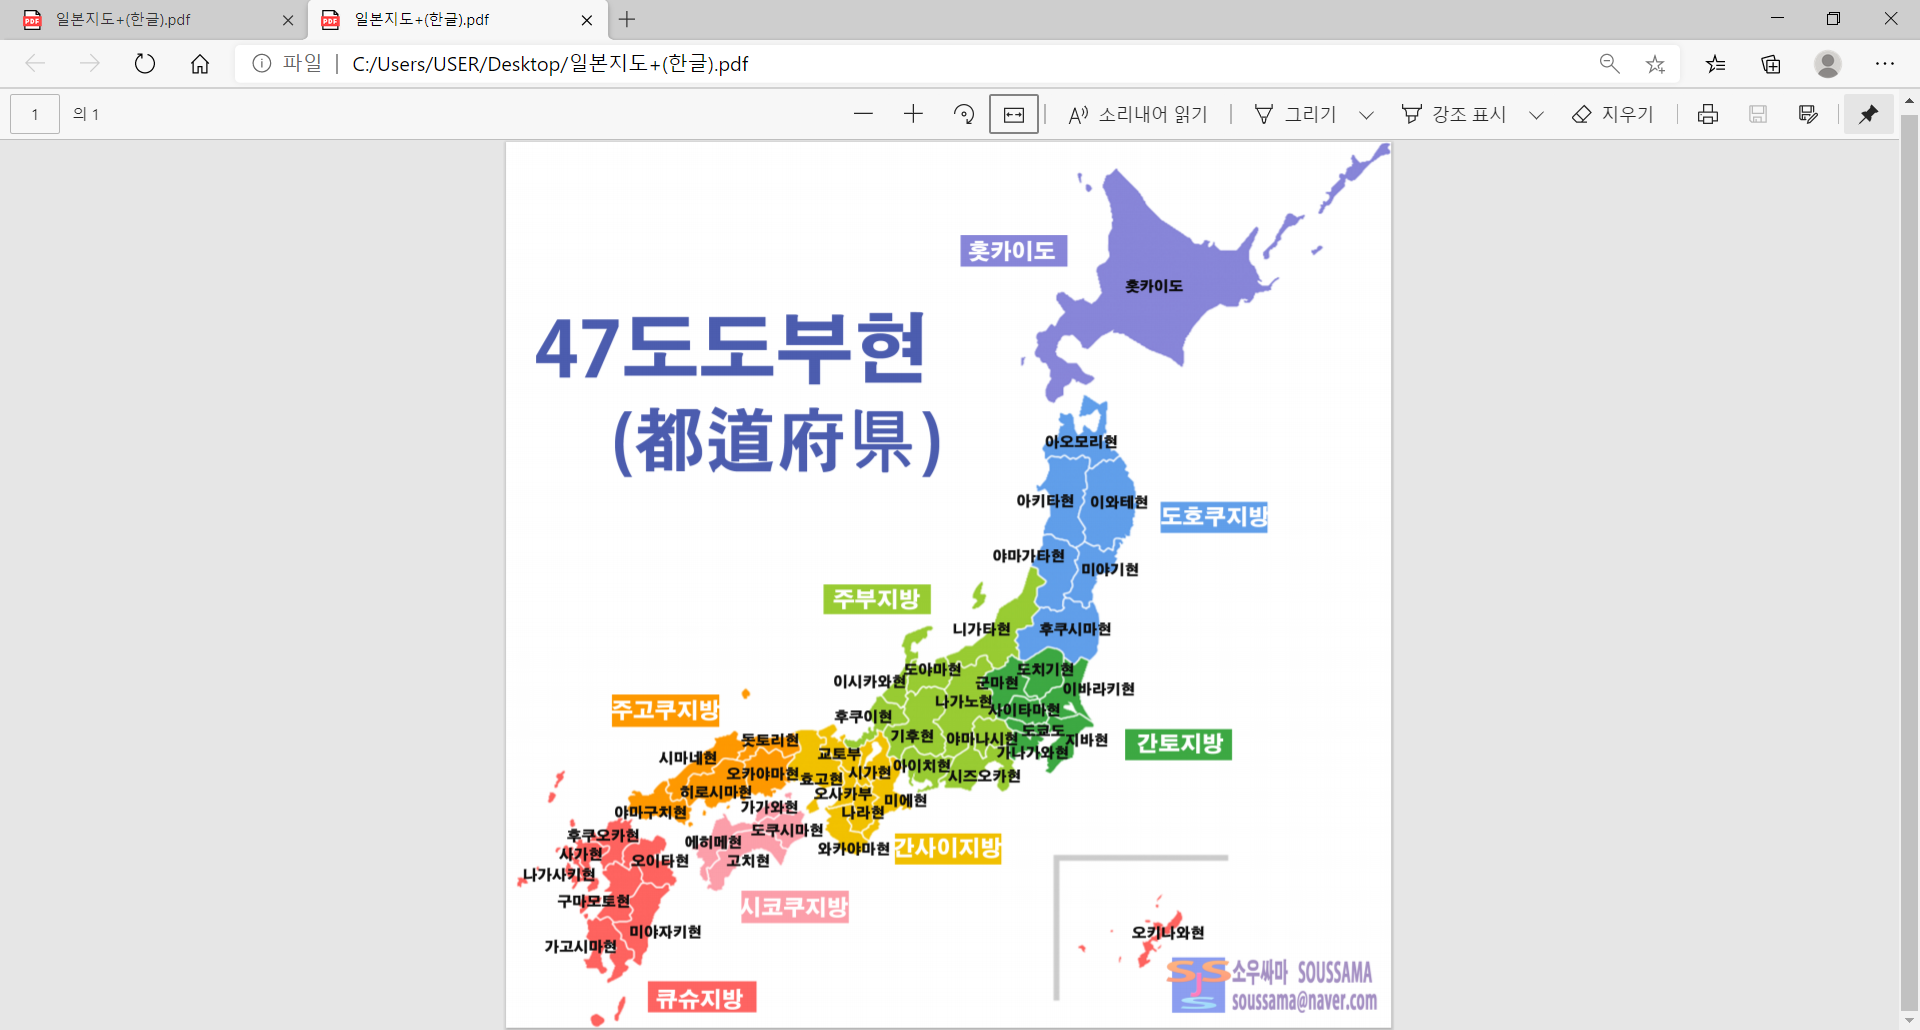 일본지도+(한글).pdf
일본지도+(한글).pdf
파일 | C:/Users/USER/Desktop/일본지도+(한글).pdf
1 의 1
소리내어 읽기
그리기
강조 표시
지우기
홋카이도
홋카이도
47도도부현
(都道府県)
아오모리현
아키타현
이와테현
도호쿠지방
야마가타현
미야기현
주부지방
니가타현
후쿠시마현
도야마현
도치기현
이시카와현
군마현
이바라키현
나가노현
사이타마현
주고쿠지방
후쿠이현
기후현
야마나시현
도쿄도
지바현
간토지방
가나가와현
돗토리현
교토부
시마네현
오카야마현
효고현
시가현
아이치현
시즈오카현
히로시마현
오사카부
미에현
야마구치현
가가와현
나라현
후쿠오카현
도쿠시마현
에히메현
와카야마현
간사이지방
사가현
오이타현
고치현
나가사키현
구마모토현
시코쿠지방
미야자키현
가고시마현
오키나와현
큐슈지방
SJS
소우싸마 SOUSSAMA
soussama@naver.com